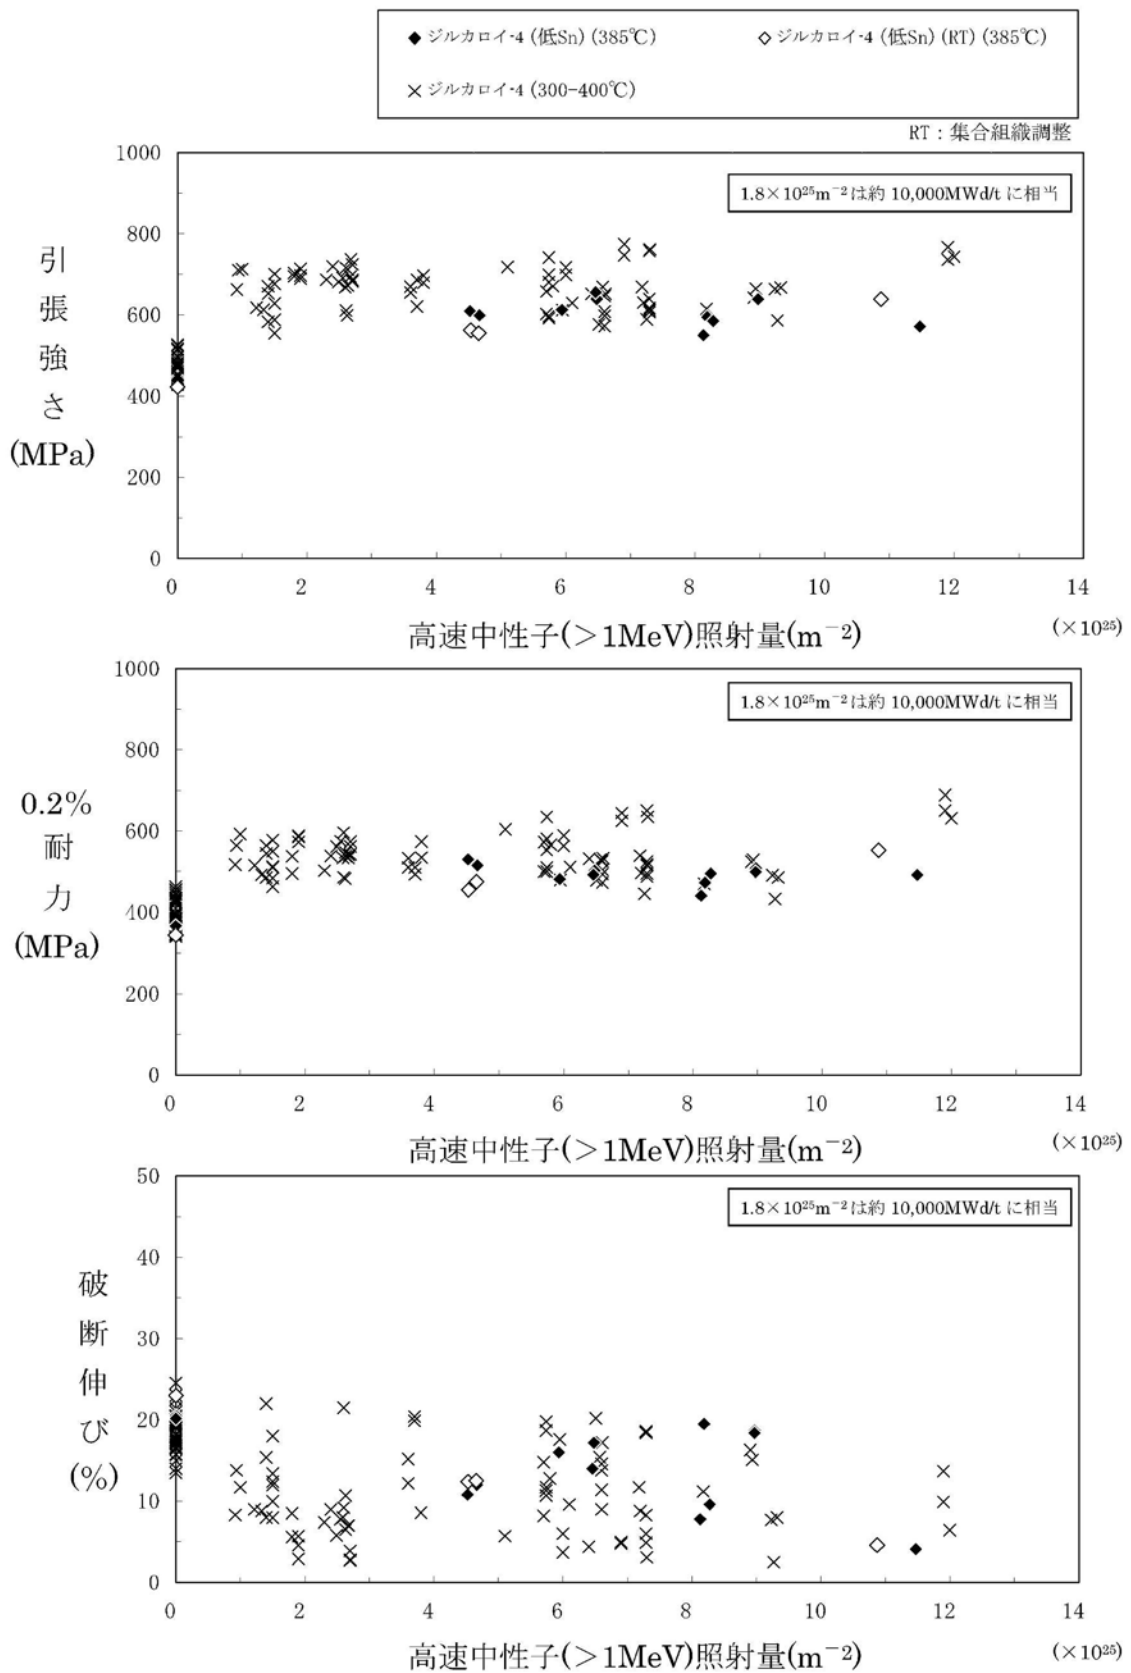 ◆ ジルカロイ-4 (低Sn) (385℃) ◇ ジルカロイ-4 (低Sn) (RT) (385℃)
× ジルカロイ-4 (300-400℃)
RT：集合組織調整
1.8×10²⁵m⁻²は約 10,000MWd/t に相当
引張強さ
(MPa)
1000
800
600
400
200
0
0 2 4 6 8 10 12 14
高速中性子(＞1MeV)照射量(m⁻²) (×10²⁵)
1.8×10²⁵m⁻²は約 10,000MWd/t に相当
0.2%
耐力
(MPa)
1000
800
600
400
200
0
0 2 4 6 8 10 12 14
高速中性子(＞1MeV)照射量(m⁻²) (×10²⁵)
1.8×10²⁵m⁻²は約 10,000MWd/t に相当
破断伸び
(%)
50
40
30
20
10
0
0 2 4 6 8 10 12 14
高速中性子(＞1MeV)照射量(m⁻²) (×10²⁵)